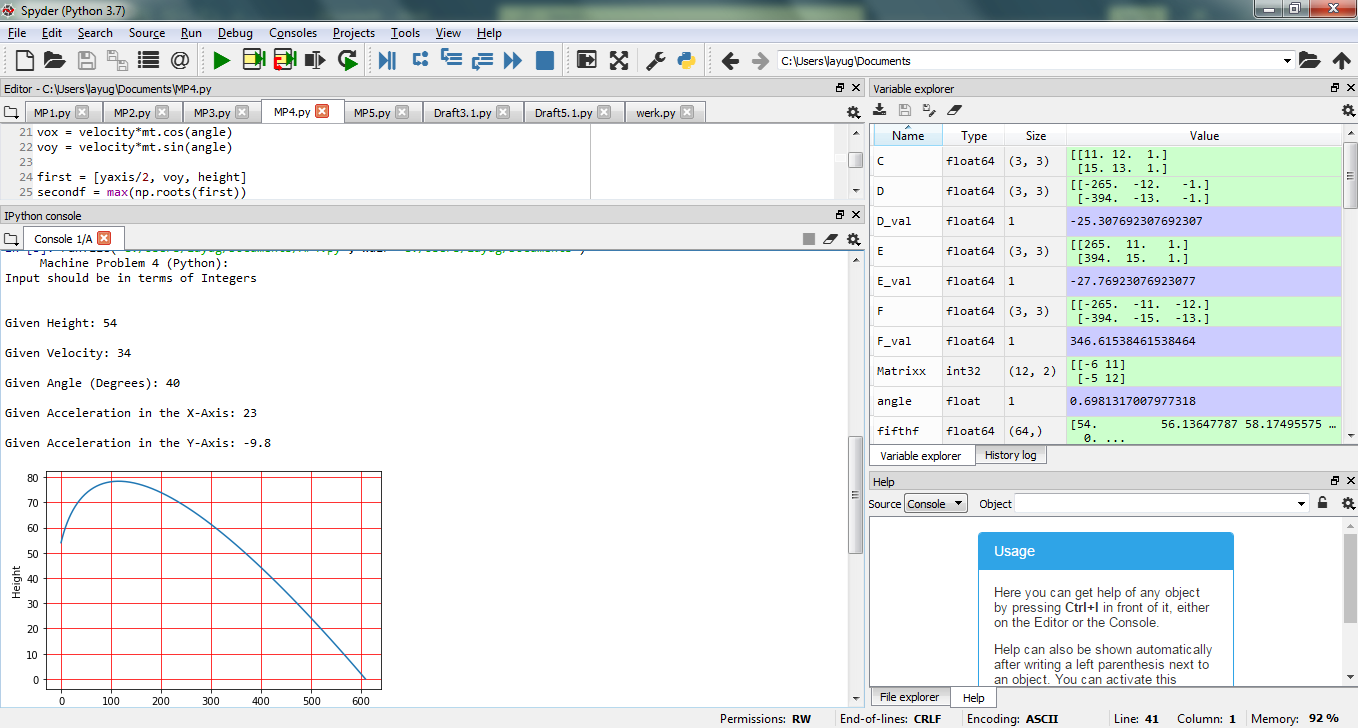 Spyder (Python 3.7)
File Edit Search Source Run Debug Consoles Projects Tools View Help
C:\Users\layug\Documents
Editor - C:\Users\layug\Documents\MP4.py
MP1.py MP2.py MP3.py MP4.py MP5.py Draft3.1.py Draft5.1.py werk.py
21 vox = velocity*mt.cos(angle)
22 voy = velocity*mt.sin(angle)
23
24 first = [yaxis/2, voy, height]
25 secondf = max(np.roots(first))
IPython console
Console 1/A
Machine Problem 4 (Python):
Input should be in terms of Integers
Given Height: 54
Given Velocity: 34
Given Angle (Degrees): 40
Given Acceleration in the X-Axis: 23
Given Acceleration in the Y-Axis: -9.8
Height
80
70
60
50
40
30
20
10
0
0 100 200 300 400 500 600
Variable explorer
Name Type Size Value
C float64 (3, 3) [[11. 12. 1.]
[15. 13. 1.]
D float64 (3, 3) [[-265. -12. -1.]
[-394. -13. -1.]
D_val float64 1 -25.307692307692307
E float64 (3, 3) [[265. 11. 1.]
[394. 15. 1.]
E_val float64 1 -27.76923076923077
F float64 (3, 3) [[-265. -11. -12.]
[-394. -15. -13.]
F_val float64 1 346.61538461538464
Matrixx int32 (12, 2) [[-6 11]
[-5 12]
angle float 1 0.6981317007977318
fifthf float64 (64,) [54. 56.13647787 58.17495575 …
0. ...
Variable explorer History log
Help
Source Console Object
Usage
Here you can get help of any object
by pressing Ctrl+I in front of it, either
on the Editor or the Console.
Help can also be shown automatically
after writing a left parenthesis next to
an object. You can activate this
File explorer Help
Permissions: RW End-of-lines: CRLF Encoding: ASCII Line: 41 Column: 1 Memory: 92 %